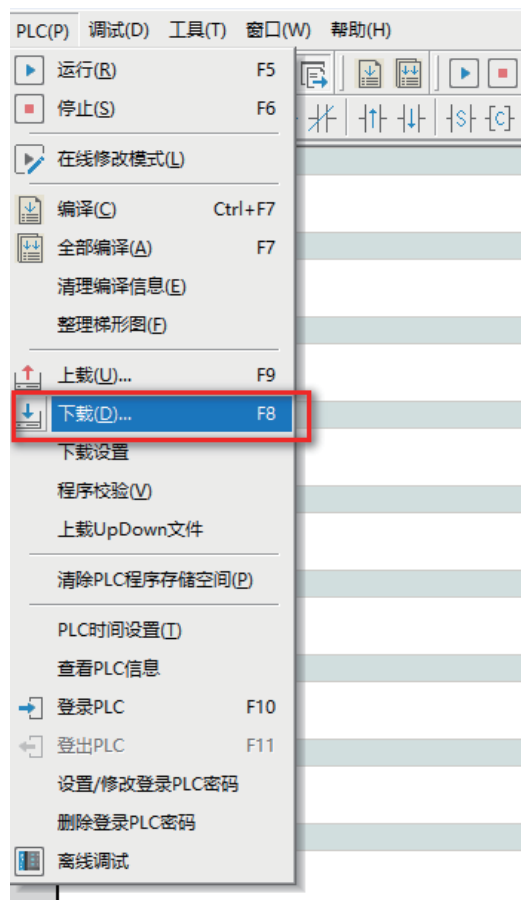 PLC(P) 调试(D) 工具(T) 窗口(W) 帮助(H)
运行(R) F5
停止(S) F6
在线修改模式(L)
编译(C) Ctrl+F7
全部编译(A) F7
清理编译信息(E)
整理梯形图(F)
上载(U)... F9
下载(D)... F8
下载设置
程序校验(V)
上载UpDown文件
清除PLC程序存储空间(P)
PLC时间设置(T)
查看PLC信息
登录PLC F10
登出PLC F11
设置/修改登录PLC密码
删除登录PLC密码
离线调试